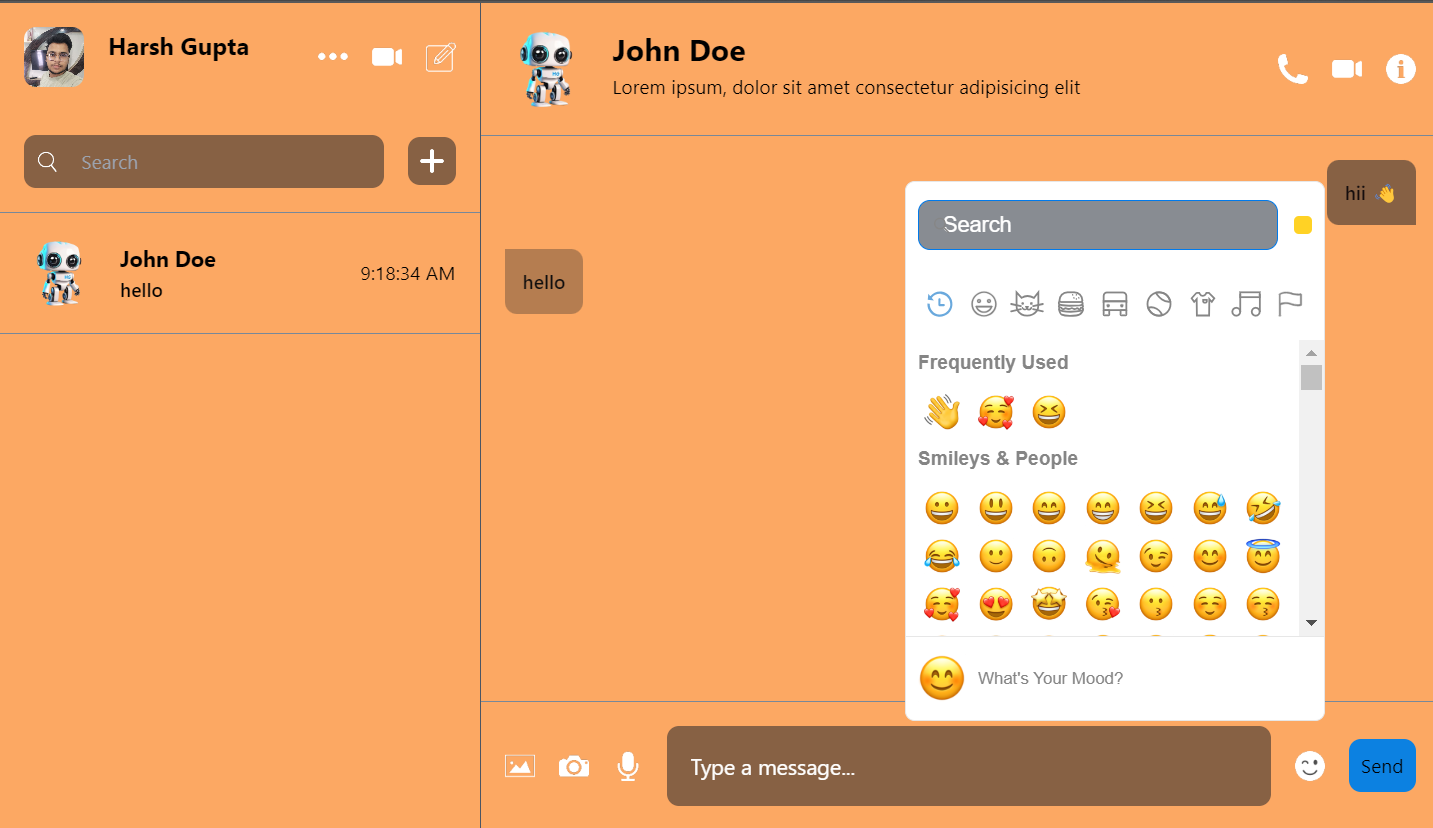 Harsh Gupta
Search
John Doe
9:18:34 AM
hello
John Doe
Lorem ipsum, dolor sit amet consectetur adipisicing elit
hii 👋
hello
Search
Frequently Used
Smileys & People
What's Your Mood?
Type a message...
Send